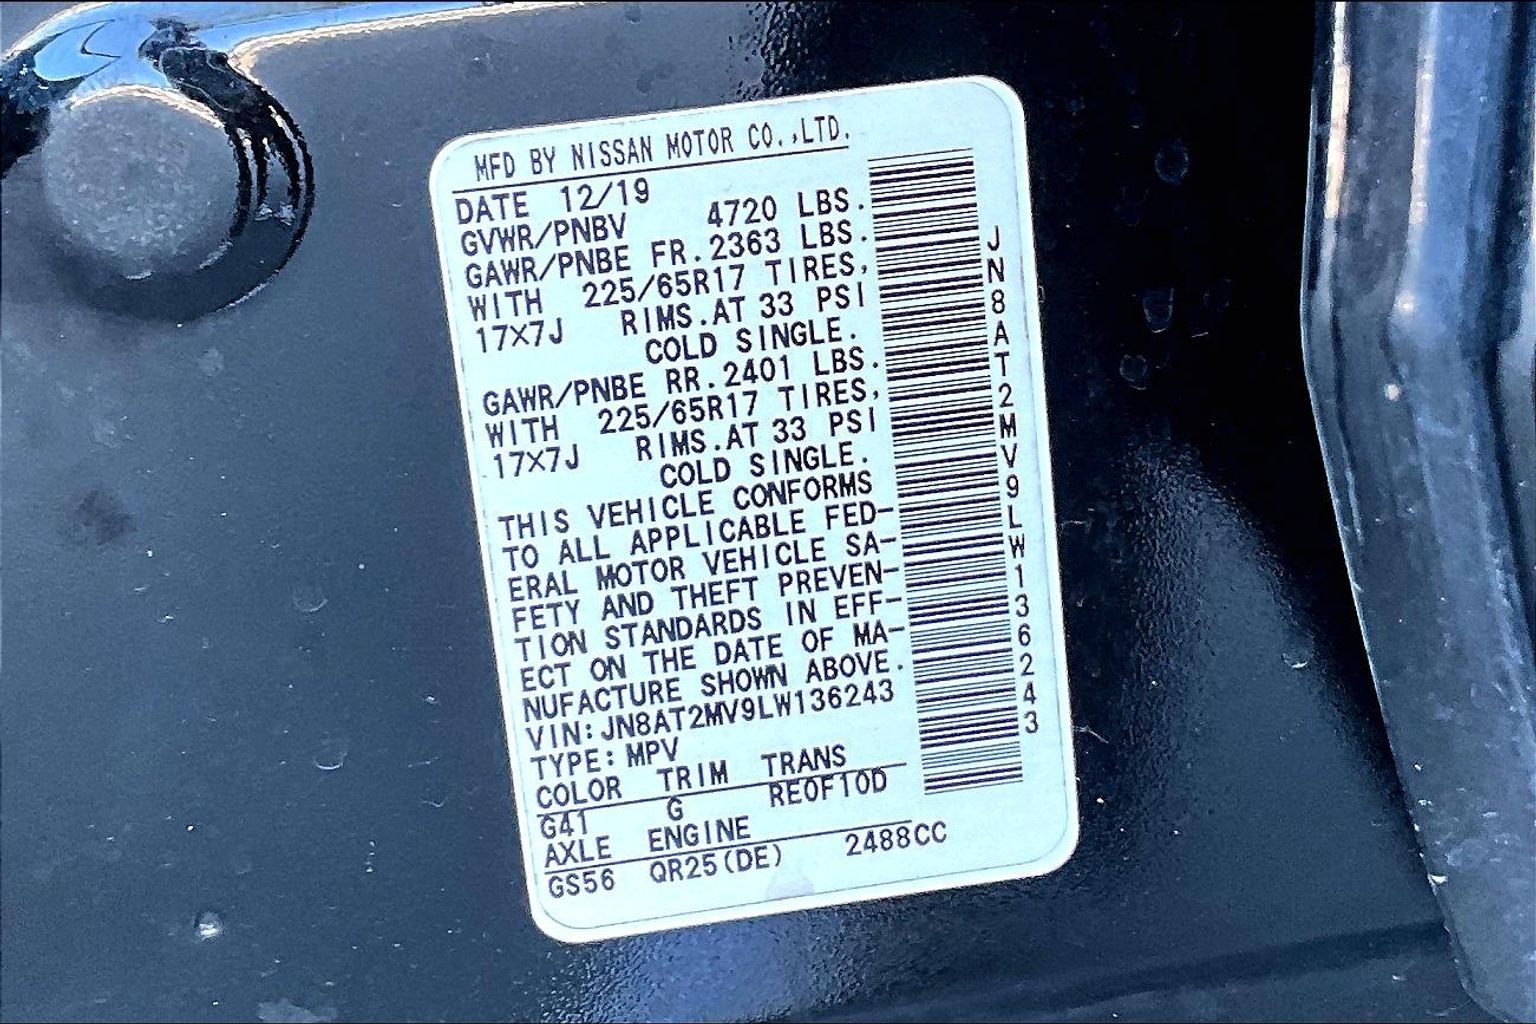 MFD BY NISSAN MOTOR CO.,LTD.
DATE 12/19
GVWR/PNBV 4720 LBS.
GAWR/PNBE FR.2363 LBS.
WITH 225/65R17 TIRES,
17X7J RIMS.AT 33 PSI
COLD SINGLE.
GAWR/PNBE RR.2401 LBS.
WITH 225/65R17 TIRES,
17X7J RIMS.AT 33 PSI
COLD SINGLE.
THIS VEHICLE CONFORMS
TO ALL APPLICABLE FED-
ERAL MOTOR VEHICLE SA-
FETY AND THEFT PREVEN-
TION STANDARDS IN EFF-
ECT ON THE DATE OF MA-
NUFACTURE SHOWN ABOVE.
VIN:JN8AT2MV9LW136243
TYPE:MPV
COLOR TRIM TRANS
G41 G RE0F10D
AXLE ENGINE
GS56 QR25(DE) 2488CC
JN8AT2MV9LW136243